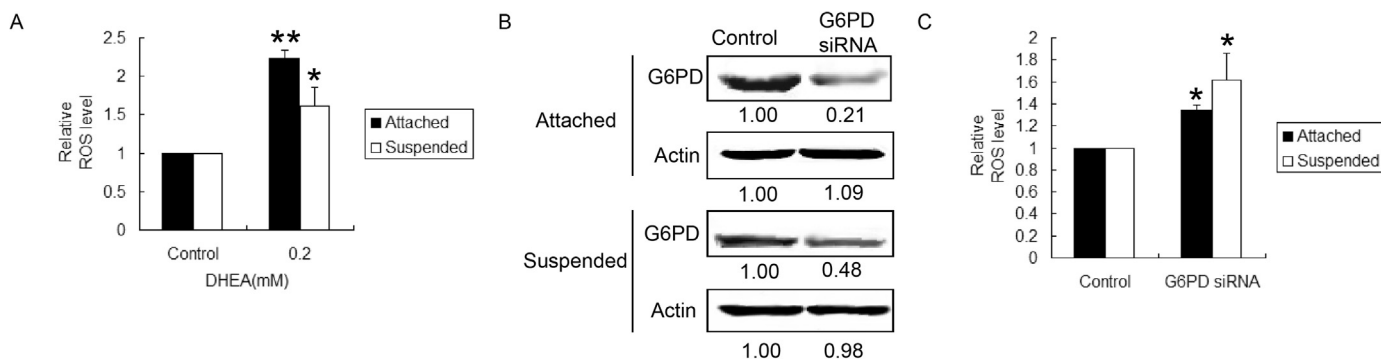 A
Relative
ROS level
2.5
2
1.5
1
0.5
0
**
*
Control
0.2
DHEA(mM)
Attached
Suspended
B
Control
G6PD
siRNA
Attached
G6PD
1.00
0.21
Actin
1.00
1.09
Suspended
G6PD
1.00
0.48
Actin
1.00
0.98
C
Relative
ROS level
2
1.8
1.6
1.4
1.2
1
0.8
0.6
0.4
0.2
0
*
*
Control
G6PD siRNA
Attached
Suspended